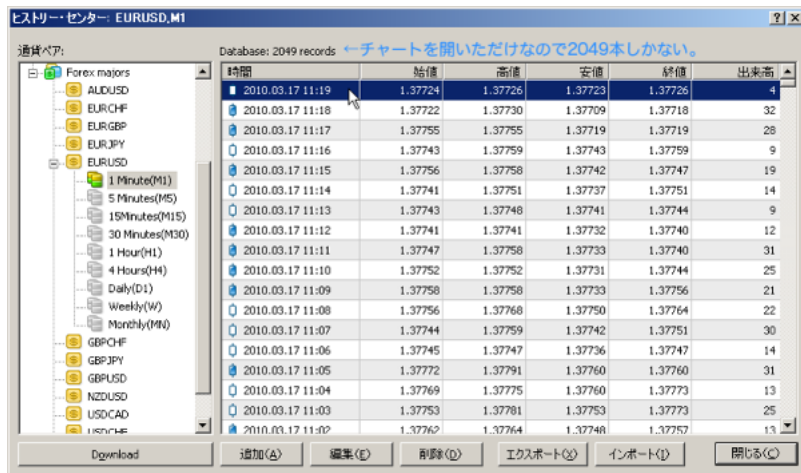 ヒストリー・センター: EURUSD,M1
通貨ペア:
Database: 2049 records ←チャートを開いただけなので2049本しかない。
Forex majors
AUDUSD
EURCHF
EURGBP
EURJPY
EURUSD
1 Minute(M1)
5 Minutes(M5)
15Minutes(M15)
30 Minutes(M30)
1 Hour(H1)
4 Hours(H4)
Daily(D1)
Weekly(W)
Monthly(MN)
GBPCHF
GBPJPY
GBPUSD
NZDUSD
USDCAD
USDCHF
時間 始値 高値 安値 終値 出来高
2010.03.17 11:19 1.37724 1.37726 1.37723 1.37726 4
2010.03.17 11:18 1.37722 1.37730 1.37709 1.37718 32
2010.03.17 11:17 1.37755 1.37755 1.37719 1.37719 28
2010.03.17 11:16 1.37743 1.37759 1.37743 1.37759 9
2010.03.17 11:15 1.37756 1.37758 1.37742 1.37747 19
2010.03.17 11:14 1.37741 1.37751 1.37737 1.37751 14
2010.03.17 11:13 1.37743 1.37748 1.37741 1.37744 9
2010.03.17 11:12 1.37741 1.37741 1.37732 1.37740 12
2010.03.17 11:11 1.37747 1.37758 1.37733 1.37740 31
2010.03.17 11:10 1.37752 1.37752 1.37731 1.37744 25
2010.03.17 11:09 1.37758 1.37758 1.37733 1.37756 21
2010.03.17 11:08 1.37756 1.37768 1.37750 1.37764 22
2010.03.17 11:07 1.37744 1.37759 1.37742 1.37751 30
2010.03.17 11:06 1.37745 1.37747 1.37736 1.37747 14
2010.03.17 11:05 1.37772 1.37791 1.37760 1.37760 31
2010.03.17 11:04 1.37769 1.37775 1.37760 1.37773 13
2010.03.17 11:03 1.37753 1.37781 1.37753 1.37773 25
2010.03.17 11:02 1.37762 1.37764 1.37748 1.37757 13
Download 追加(A) 編集(E) 削除(D) エクスポート(X) インポート(I) 閉じる(C)